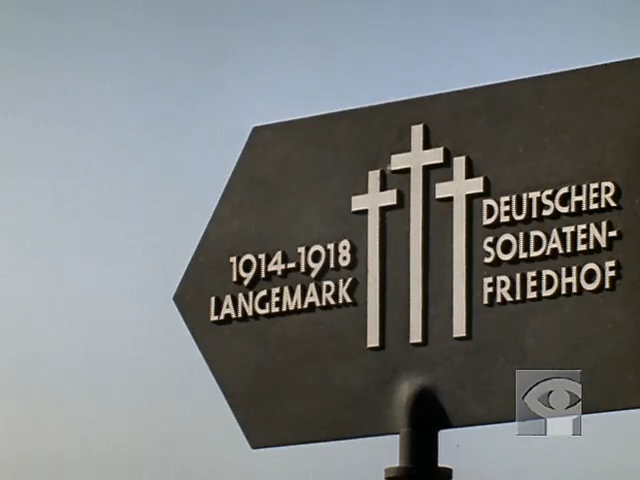 1914-1918
LANGEMARK
DEUTSCHER
SOLDATEN-
FRIEDHOF